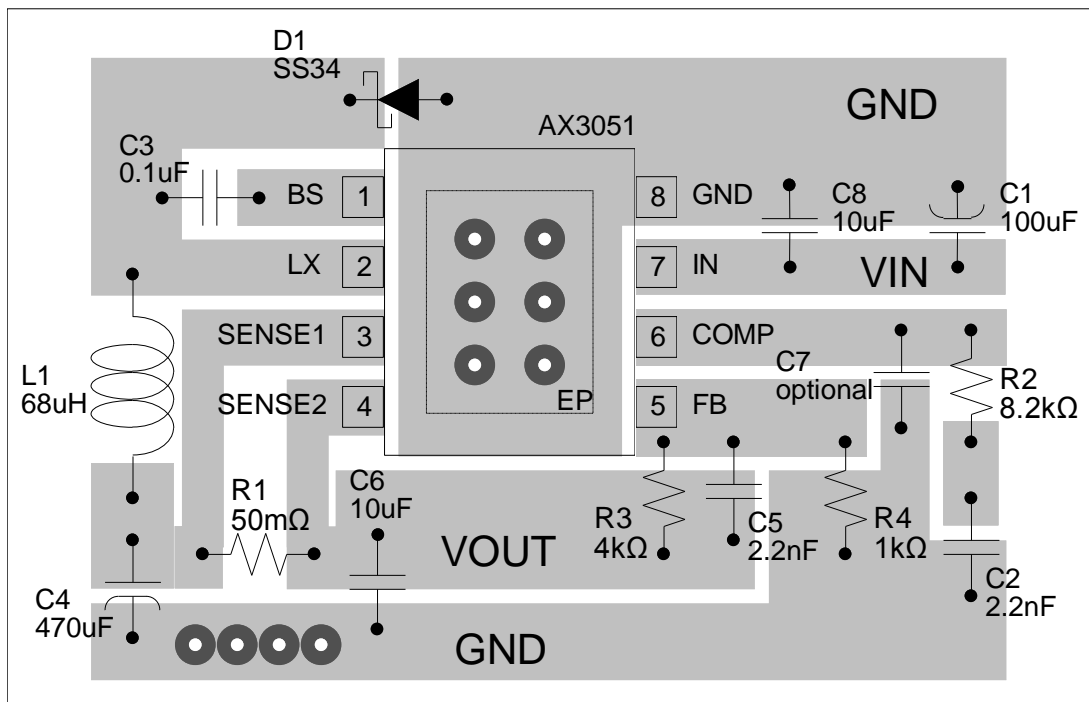 D1
SS34
GND
AX3051
C3
0.1uF
BS
1
8
GND
C8
10uF
C1
100uF
LX
2
7
IN
VIN
SENSE1
3
6
COMP
L1
68uH
C7
optional
R2
8.2kΩ
SENSE2
4
EP
5
FB
R1
50mΩ
C6
10uF
VOUT
R3
4kΩ
C5
2.2nF
R4
1kΩ
C2
2.2nF
C4
470uF
GND